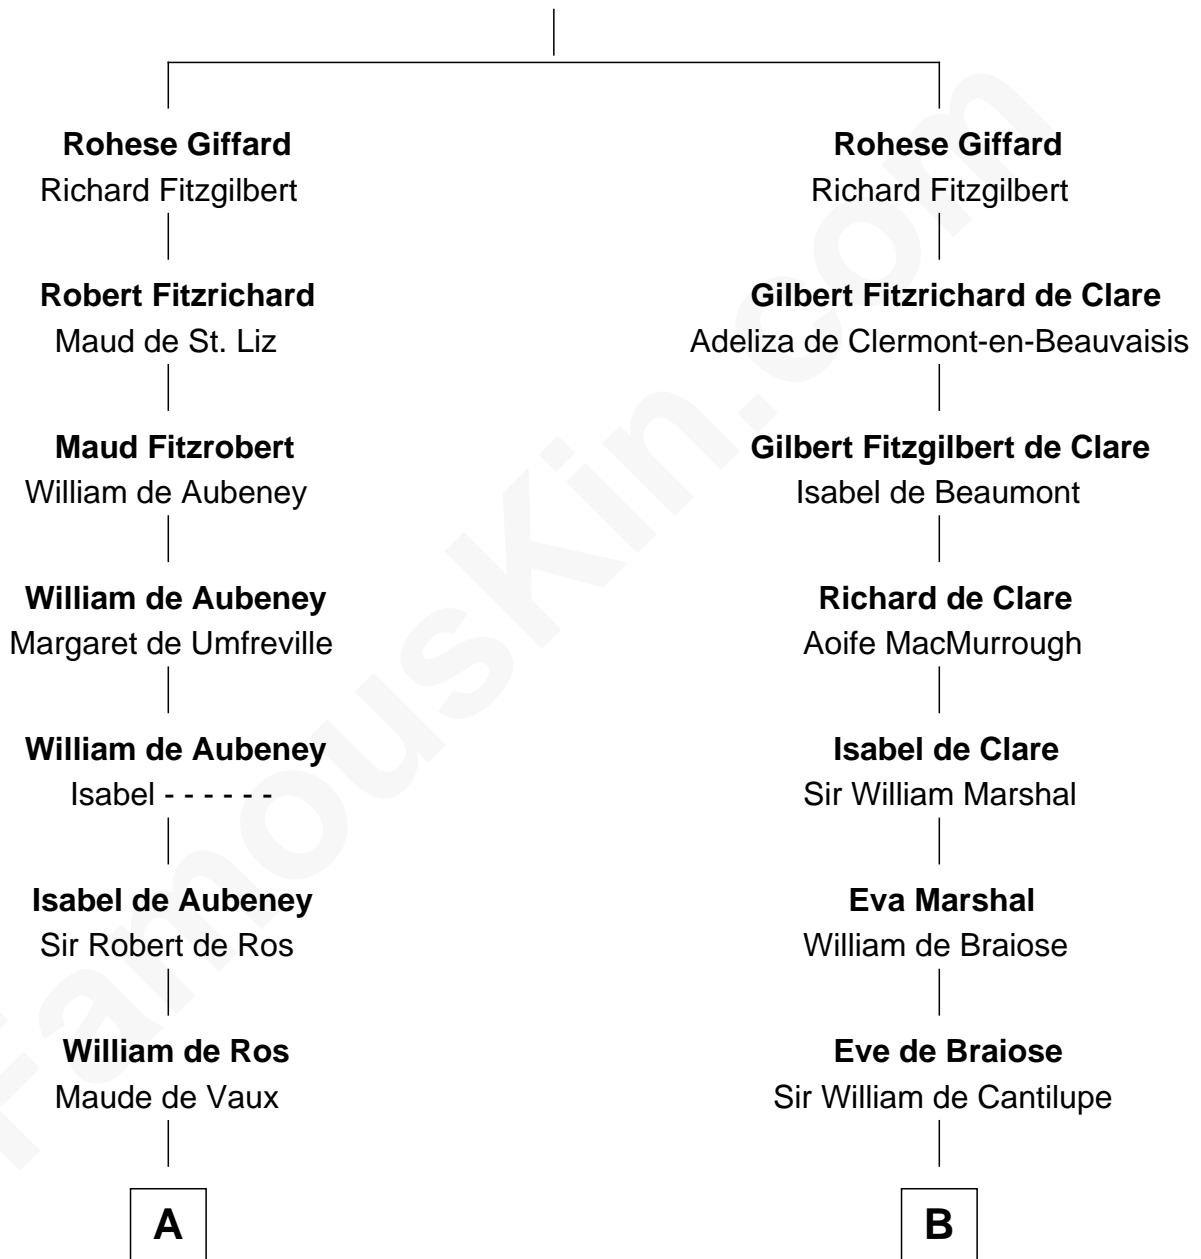 Rohese Giffard
Richard Fitzgilbert
Robert Fitzrichard
Maud de St. Liz
Maud Fitzrobert
William de Aubeney
William de Aubeney
Margaret de Umfreville
William de Aubeney
Isabel - - - - - -
Isabel de Aubeney
Sir Robert de Ros
William de Ros
Maude de Vaux
A
Rohese Giffard
Richard Fitzgilbert
Gilbert Fitzrichard de Clare
Adeliza de Clermont-en-Beauvaisis
Gilbert Fitzgilbert de Clare
Isabel de Beaumont
Richard de Clare
Aoife MacMurrough
Isabel de Clare
Sir William Marshal
Eva Marshal
William de Braiose
Eve de Braiose
Sir William de Cantilupe
B
FamousKin.com